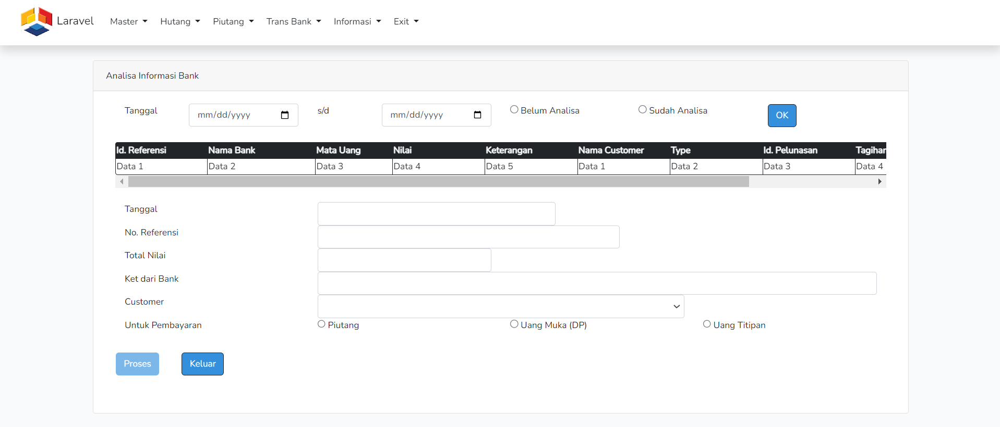 Laravel Master Hutang Piutang Trans Bank Informasi Exit
Analisa Informasi Bank
Tanggal mm/dd/yyyy s/d mm/dd/yyyy Belum Analisa Sudah Analisa OK
Id. Referensi Nama Bank Mata Uang Nilai Keterangan Nama Customer Type Id. Pelunasan Tagihan
Data 1 Data 2 Data 3 Data 4 Data 5 Data 1 Data 2 Data 3 Data 4
Tanggal
No. Referensi
Total Nilai
Ket dari Bank
Customer
Untuk Pembayaran Piutang Uang Muka (DP) Uang Titipan
Proses Keluar